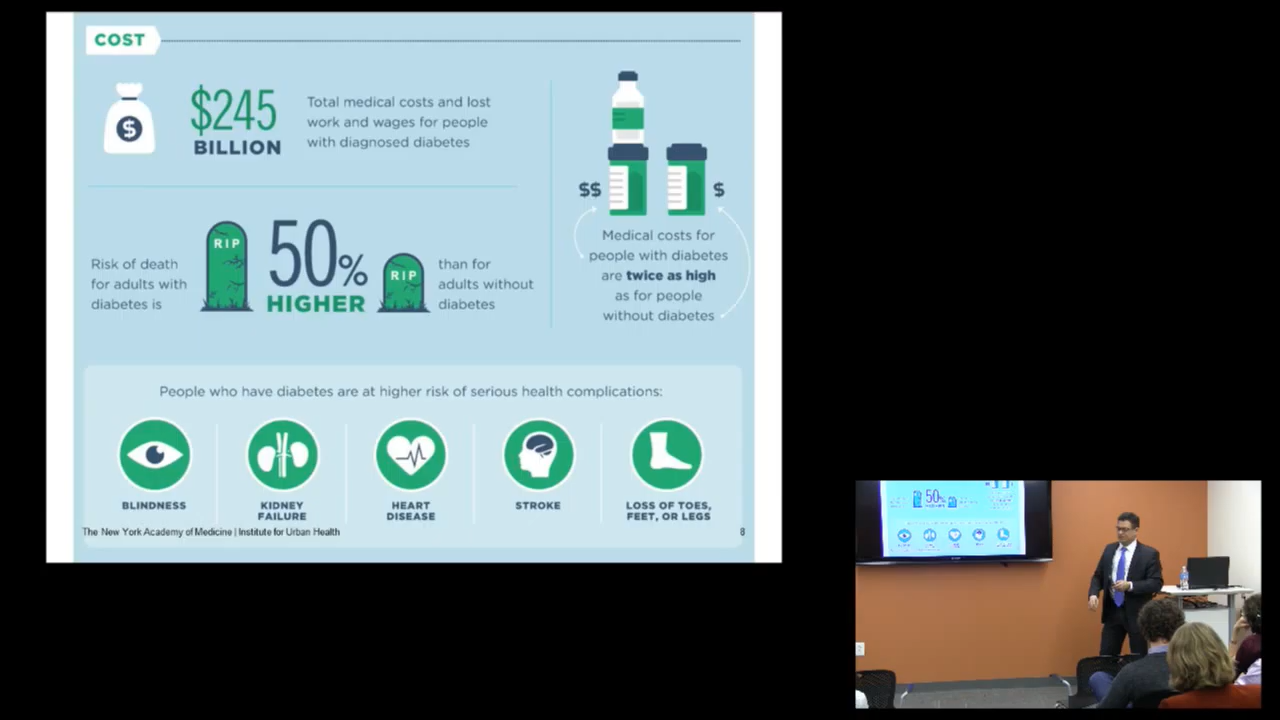 COST
$245
BILLION
Total medical costs and lost
work and wages for people
with diagnosed diabetes
$$
$
Medical costs for
people with diabetes
are twice as high
as for people
without diabetes
Risk of death
for adults with
diabetes is
RIP
50%
HIGHER
RIP
than for
adults without
diabetes
People who have diabetes are at higher risk of serious health complications:
BLINDNESS
KIDNEY
FAILURE
HEART
DISEASE
STROKE
LOSS OF TOES,
FEET, OR LEGS
The New York Academy of Medicine | Institute for Urban Health
8
50%